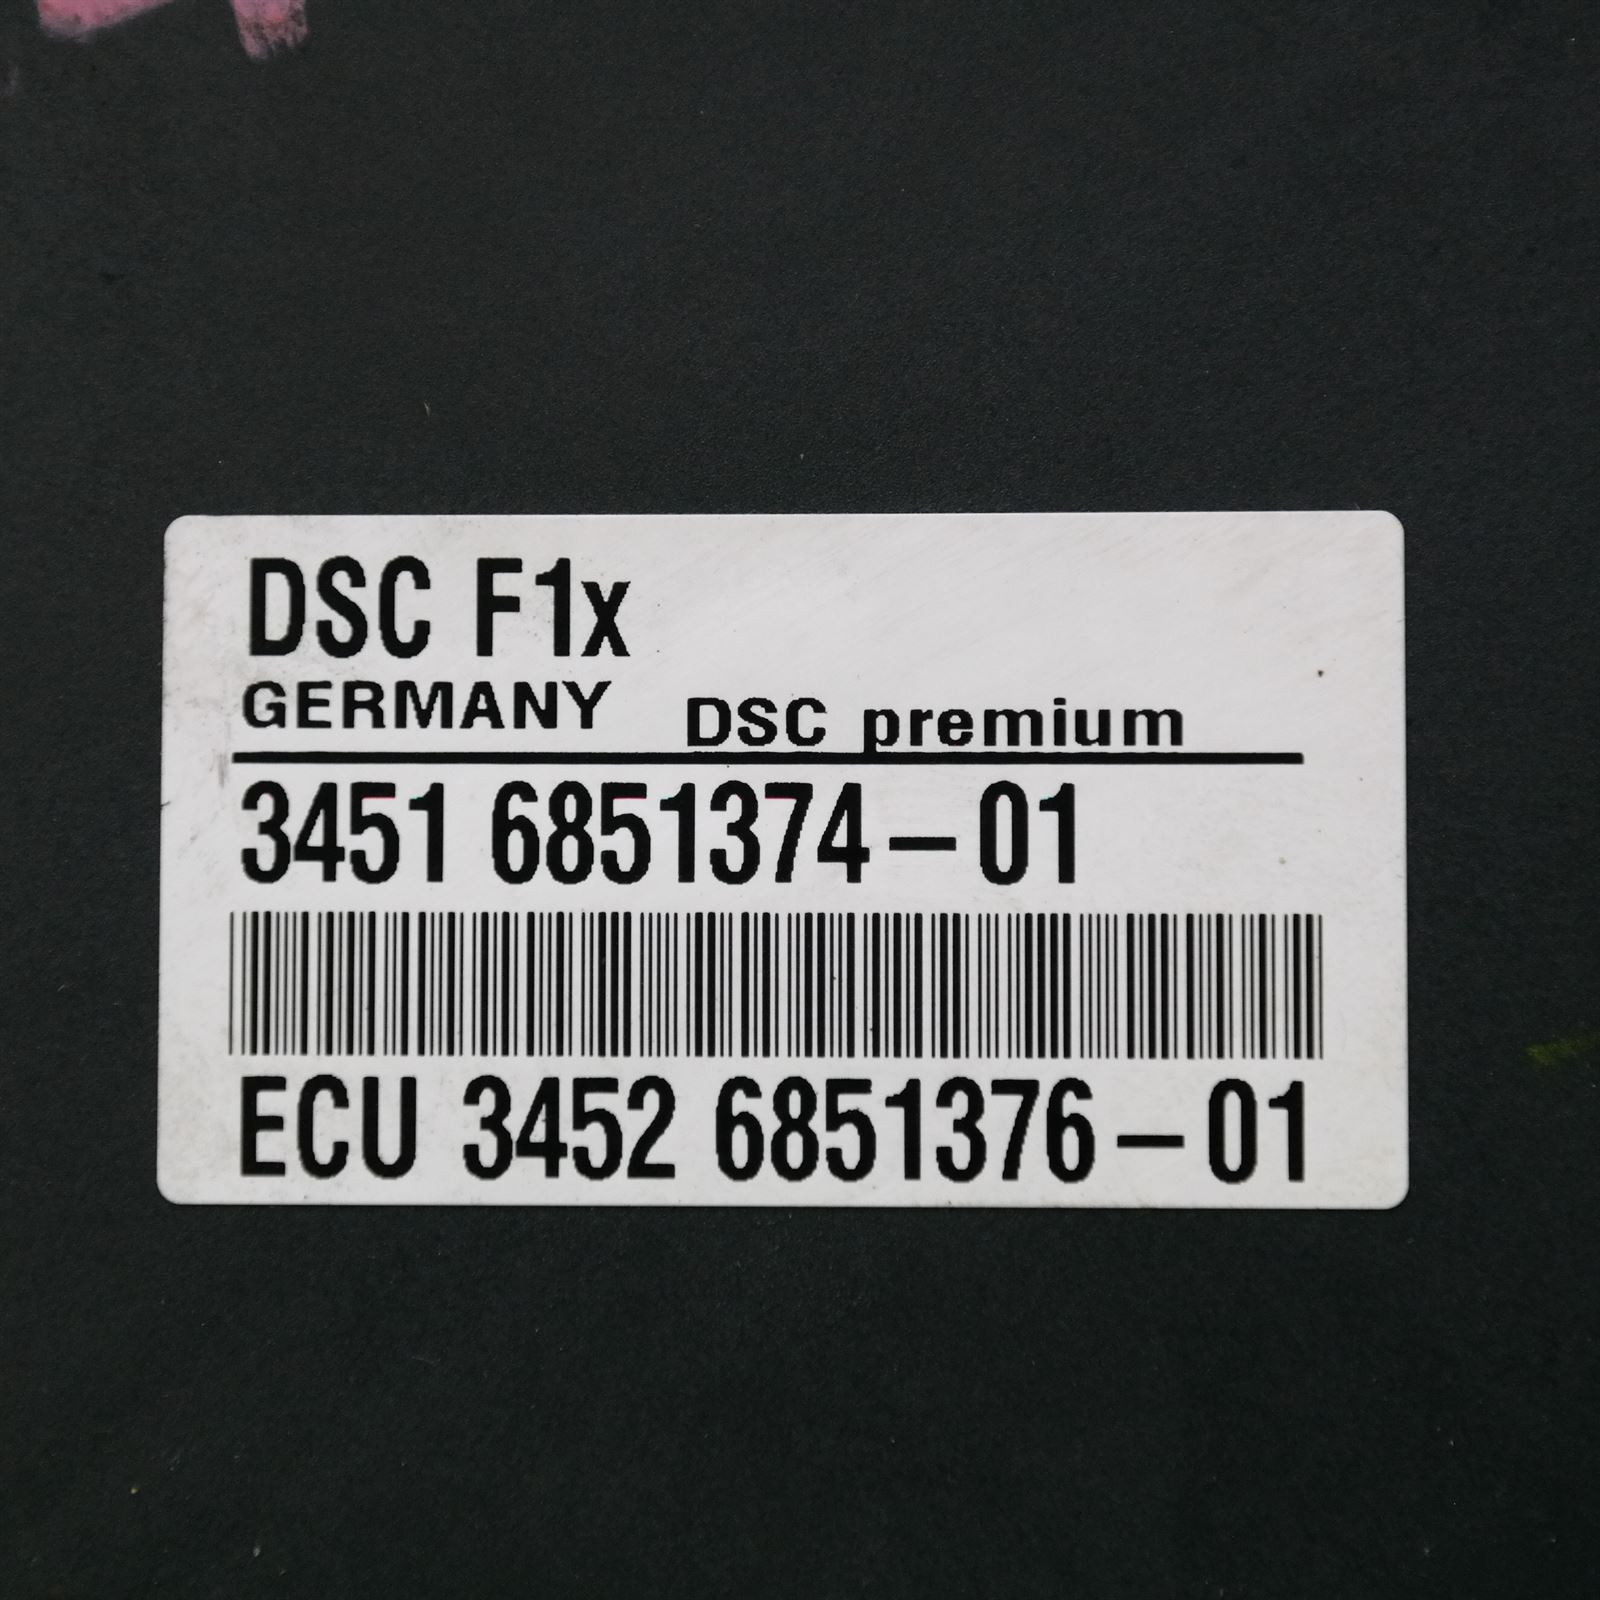 DSC F1x
GERMANY DSC premium
3451 6851374-01
ECU 3452 6851376-01